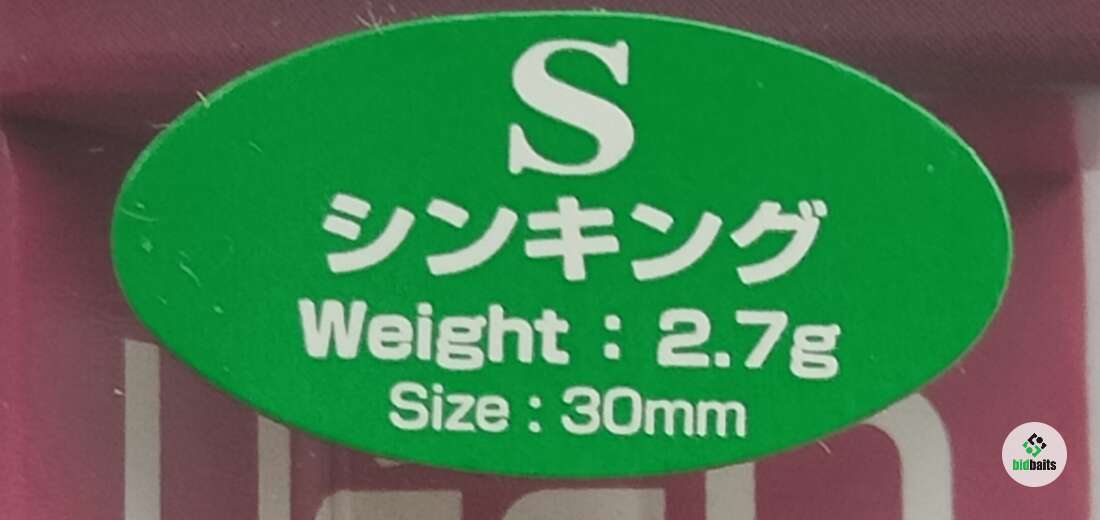 S
シンキング
Weight : 2.7g
Size : 30mm
bidbaits